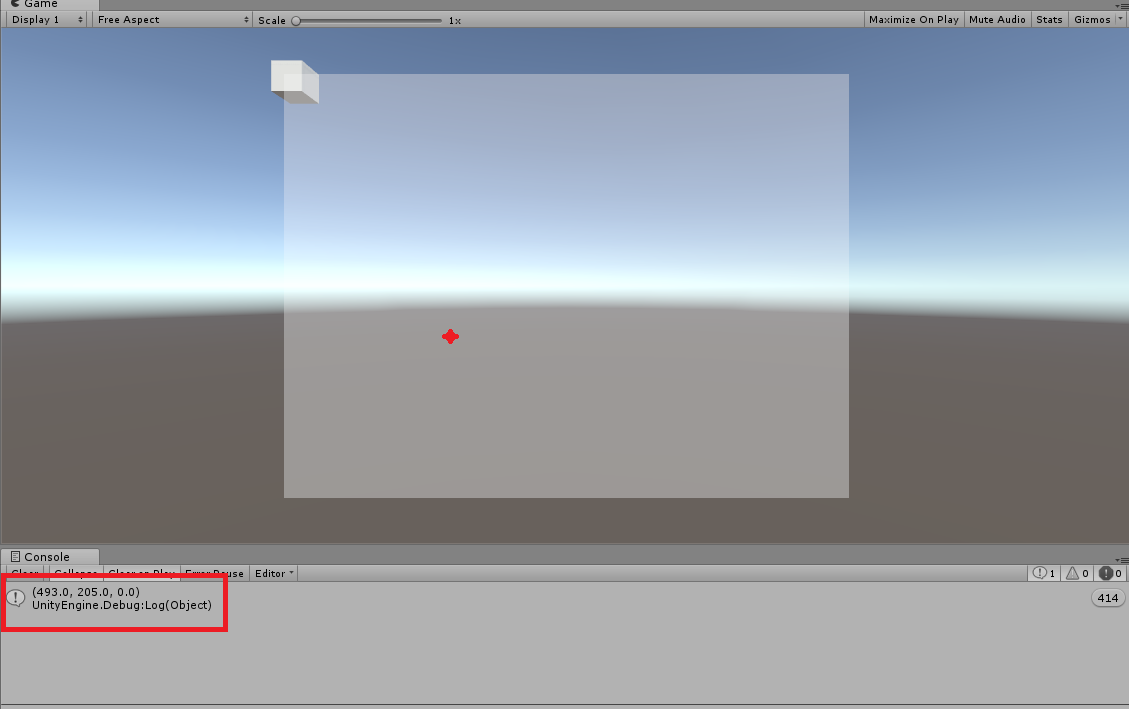 Game
Display 1 Free Aspect Scale 1x Maximize On Play Mute Audio Stats Gizmos
Console
Clear Collapse Clear on Play Error Pause Editor 1 0 0
(493.0, 205.0, 0.0)
UnityEngine.Debug:Log(Object)
414